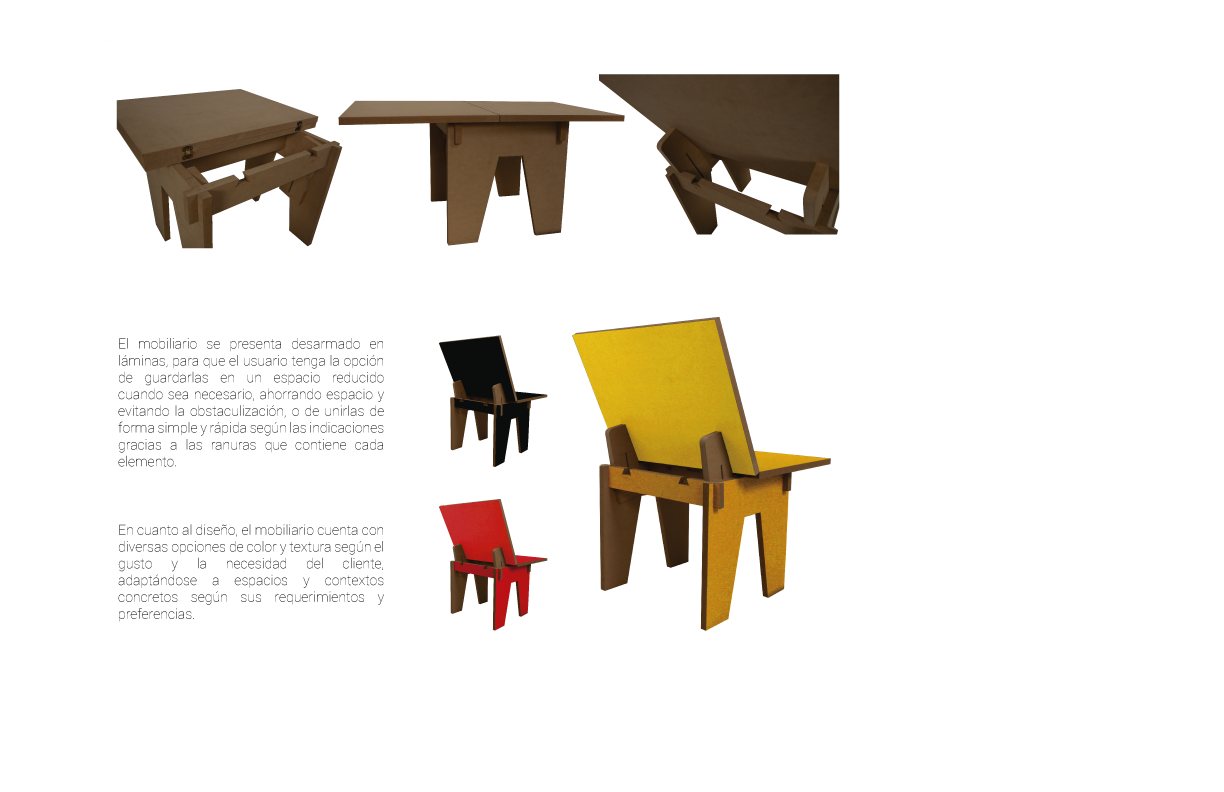 El mobiliario se presenta desarmado en
láminas, para que el usuario tenga la opción
de guardarlas en un espacio reducido
cuando sea necesario, ahorrando espacio y
evitando la obstaculización, o de unirlas de
forma simple y rápida según las indicaciones
gracias a las ranuras que contiene cada
elemento.
En cuanto al diseño, el mobiliario cuenta con
diversas opciones de color y textura según el
gusto y la necesidad del cliente,
adaptándose a espacios y contextos
concretos según sus requerimientos y
preferencias.